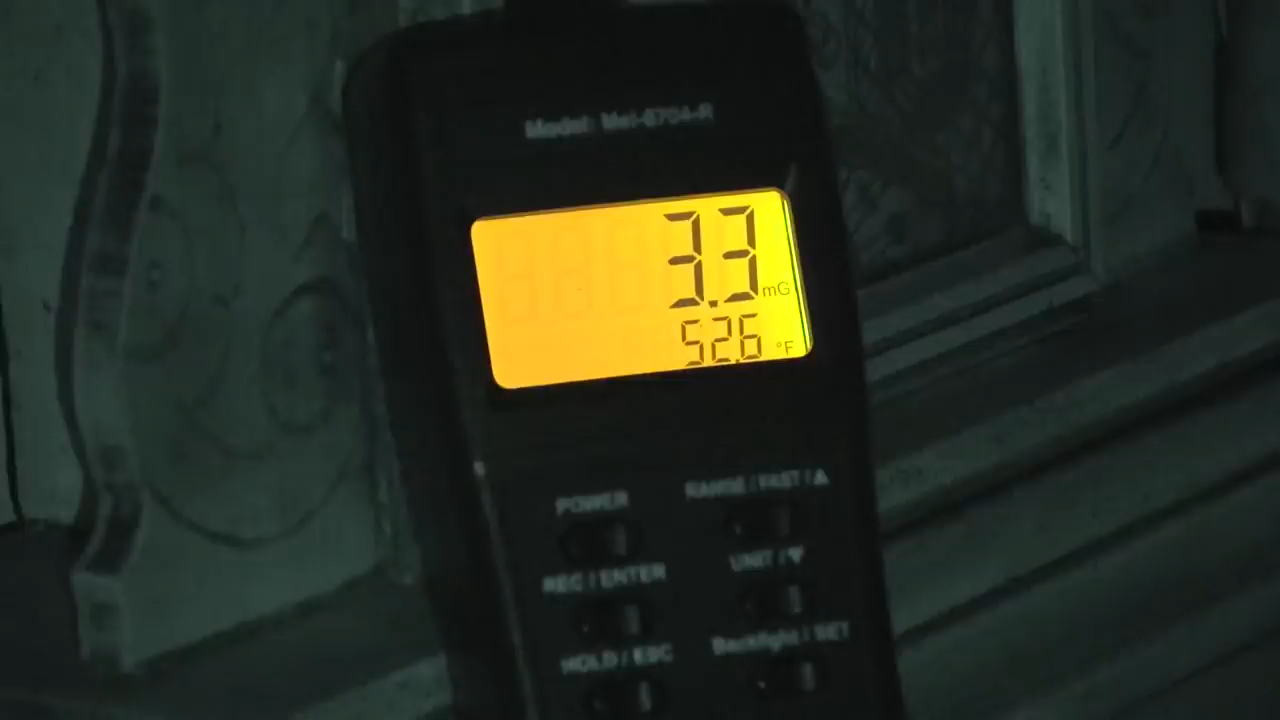 Model: Mel-8704-R
3.3 mG
52.6 °F
POWER RANGE / FAST / ▲
REC / ENTER UNIT / ▼
HOLD / ESC Backlight / SET